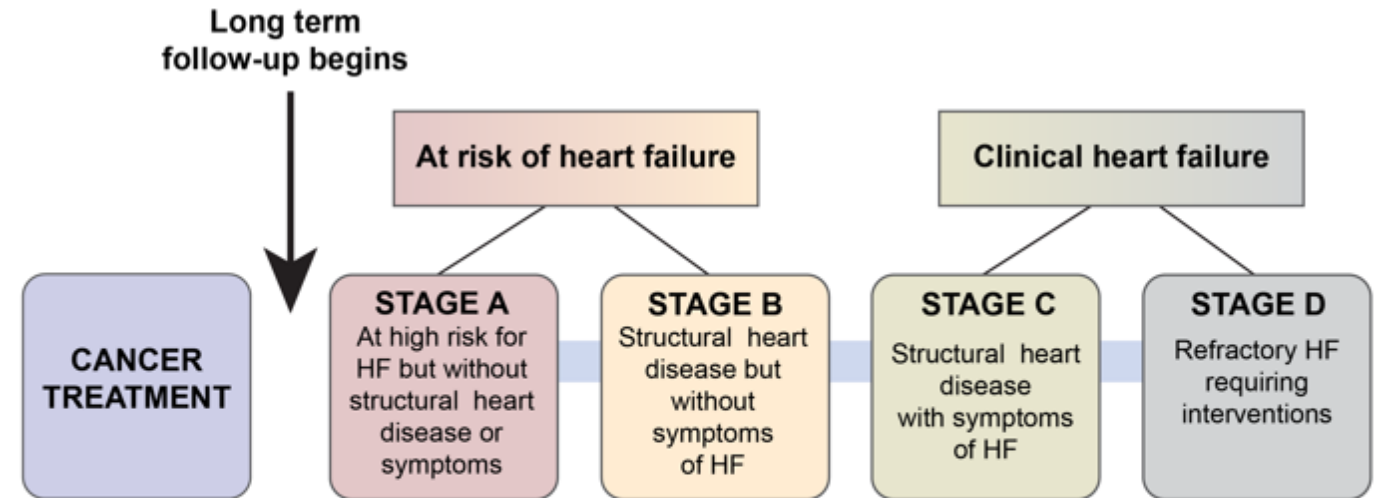 Long term
follow-up begins
At risk of heart failure
Clinical heart failure
CANCER
TREATMENT
STAGE A
At high risk for
HF but without
structural heart
disease or
symptoms
STAGE B
Structural heart
disease but
without
symptoms
of HF
STAGE C
Structural heart
disease
with symptoms
of HF
STAGE D
Refractory HF
requiring
interventions